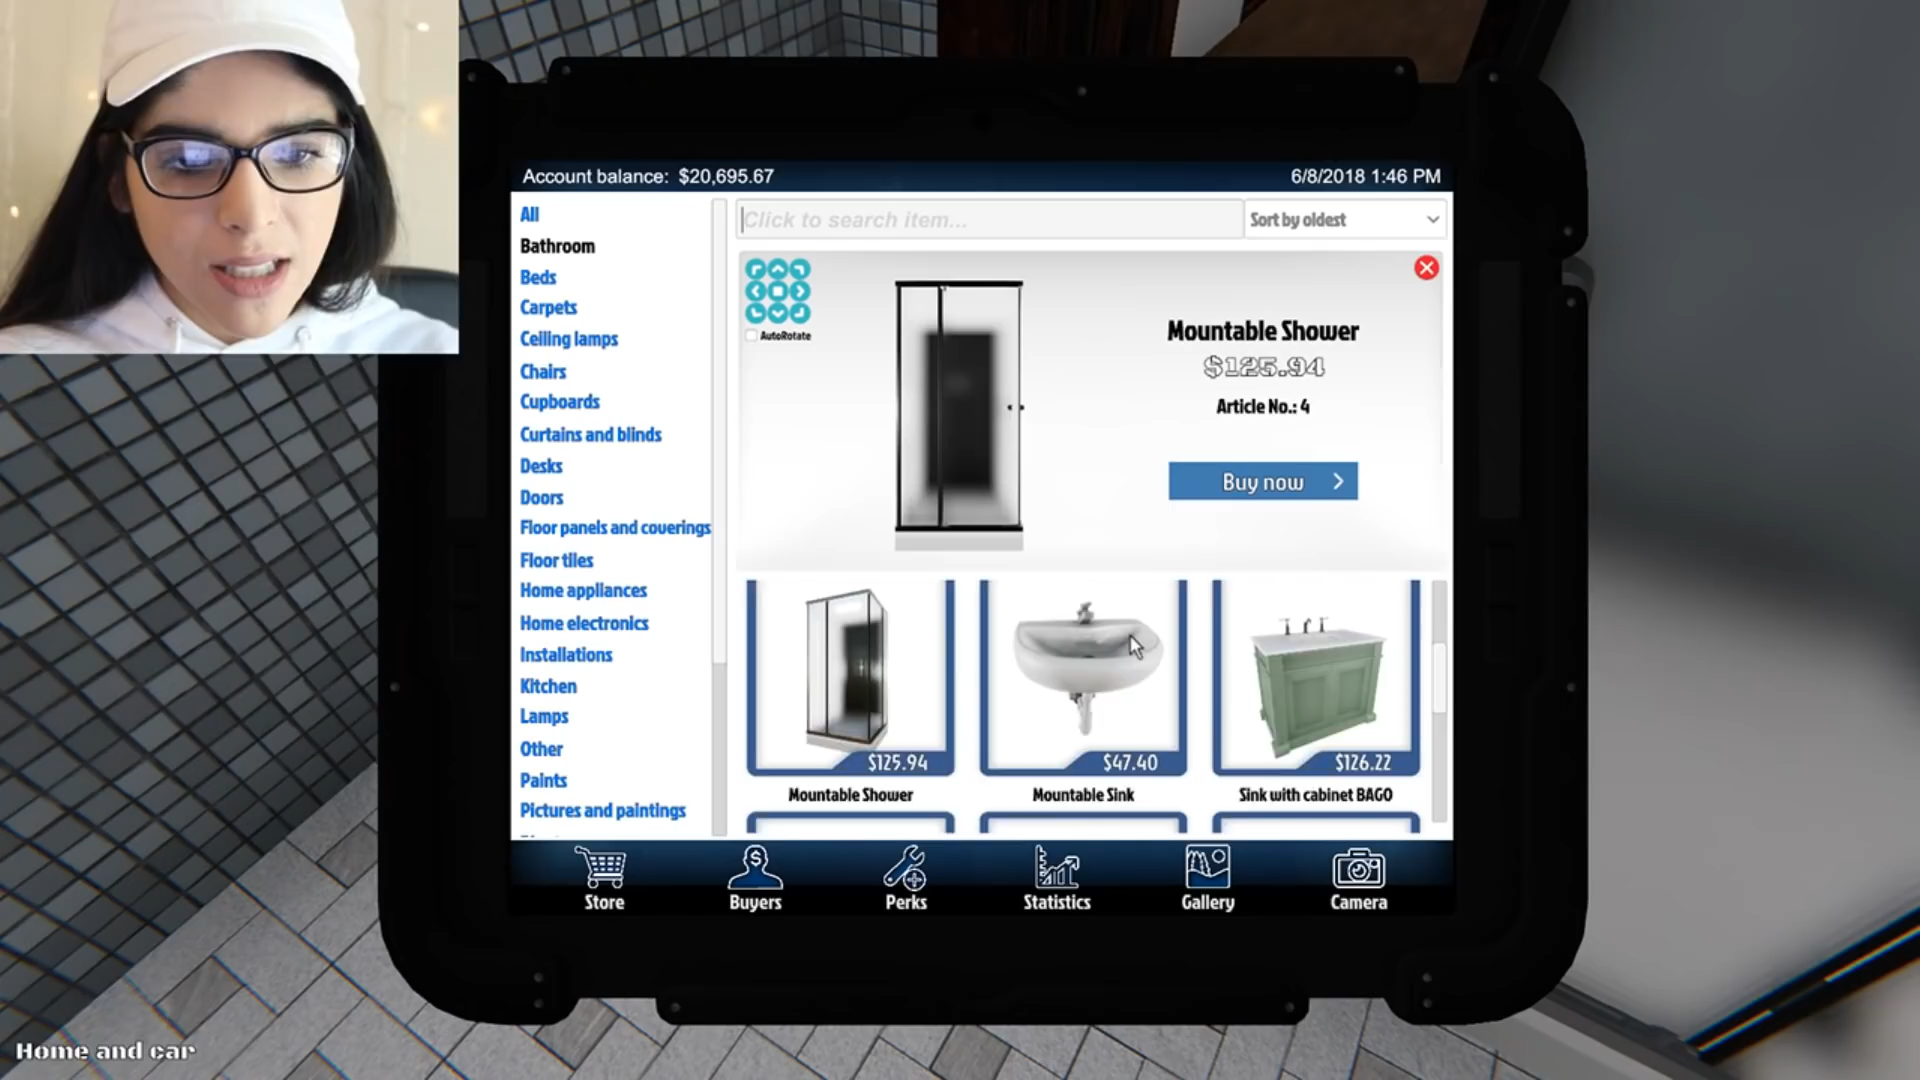 Account balance: $20,695.67
6/8/2018 1:46 PM
All
Bathroom
Beds
Carpets
Ceiling lamps
Chairs
Cupboards
Curtains and blinds
Desks
Doors
Floor panels and coverings
Floor tiles
Home appliances
Home electronics
Installations
Kitchen
Lamps
Other
Paints
Pictures and paintings
Click to search item...
Sort by oldest
AutoRotate
Mountable Shower
$125.94
Article No.: 4
Buy now
$125.94
$47.40
$126.22
Mountable Shower
Mountable Sink
Sink with cabinet BAGO
Store
Buyers
Perks
Statistics
Gallery
Camera
Home and car